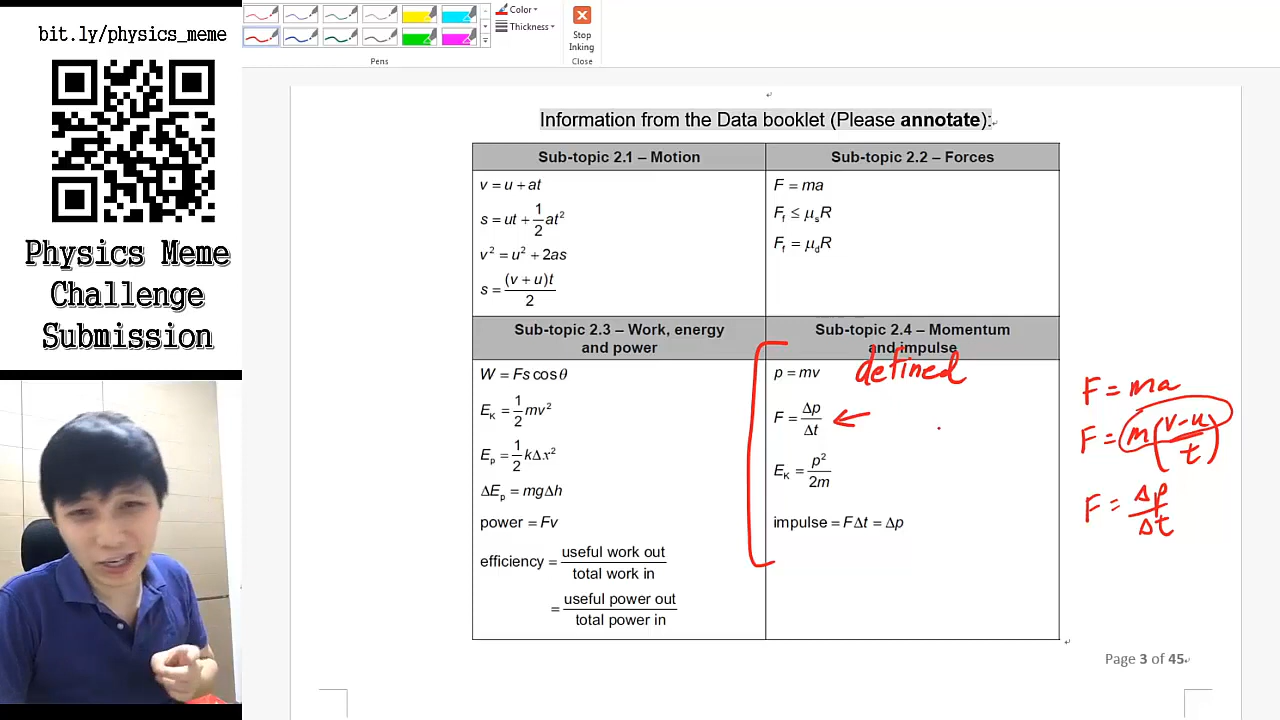 bit.ly/physics_meme
Physics Meme
Challenge
Submission
Color
Thickness
Stop
Inking
Pens
Close
Information from the Data booklet (Please annotate):
Sub-topic 2.1 – Motion
v = u + at
s = ut + 1/2 at²
v² = u² + 2as
s = (v + u)t / 2
Sub-topic 2.2 – Forces
F = ma
F_f ≤ μ_s R
F_f = μ_d R
Sub-topic 2.3 – Work, energy
and power
W = Fs cos θ
E_K = 1/2 mv²
E_p = 1/2 kΔx²
ΔE_p = mgΔh
power = Fv
efficiency = useful work out / total work in
= useful power out / total power in
Sub-topic 2.4 – Momentum
and impulse
p = mv
defined
F = Δp / Δt
E_K = p² / 2m
impulse = FΔt = Δp
F = ma
F = m(v-u / t)
F = Δp / Δt
Page 3 of 45